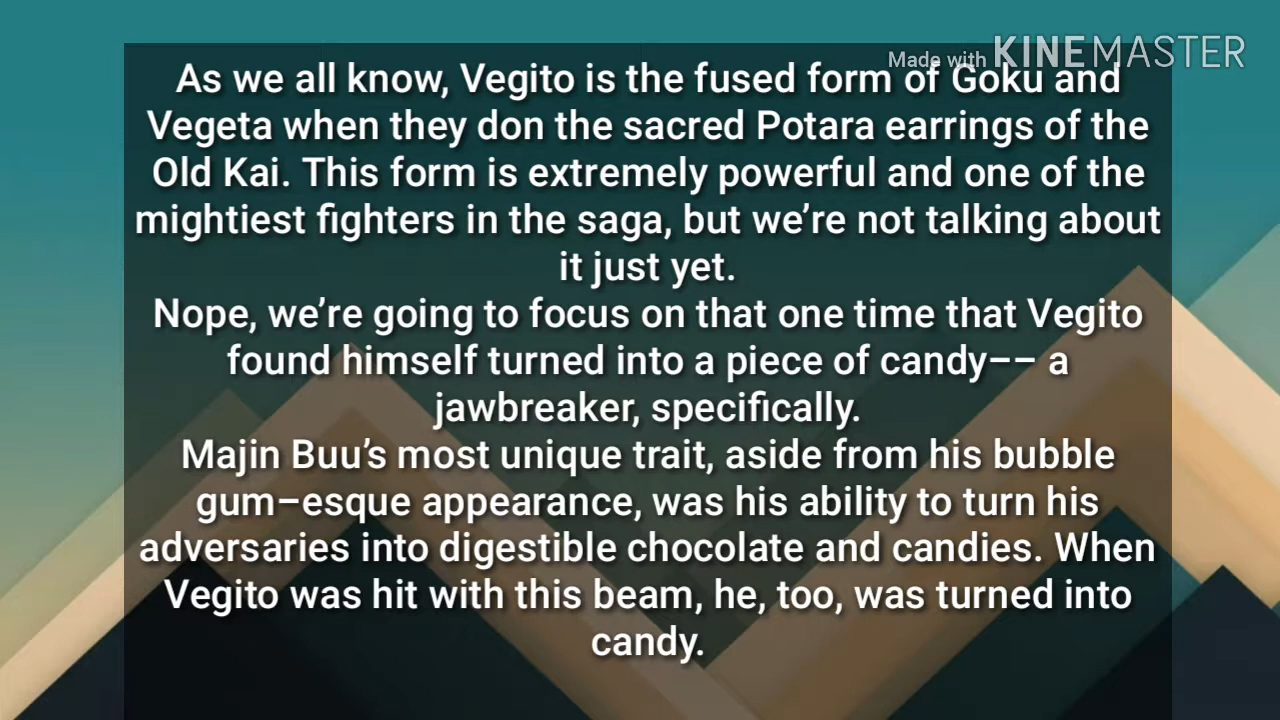 Made with KINEMASTER
As we all know, Vegito is the fused form of Goku and
Vegeta when they don the sacred Potara earrings of the
Old Kai. This form is extremely powerful and one of the
mightiest fighters in the saga, but we’re not talking about
it just yet.
Nope, we’re going to focus on that one time that Vegito
found himself turned into a piece of candy–– a
jawbreaker, specifically.
Majin Buu’s most unique trait, aside from his bubble
gum–esque appearance, was his ability to turn his
adversaries into digestible chocolate and candies. When
Vegito was hit with this beam, he, too, was turned into
candy.